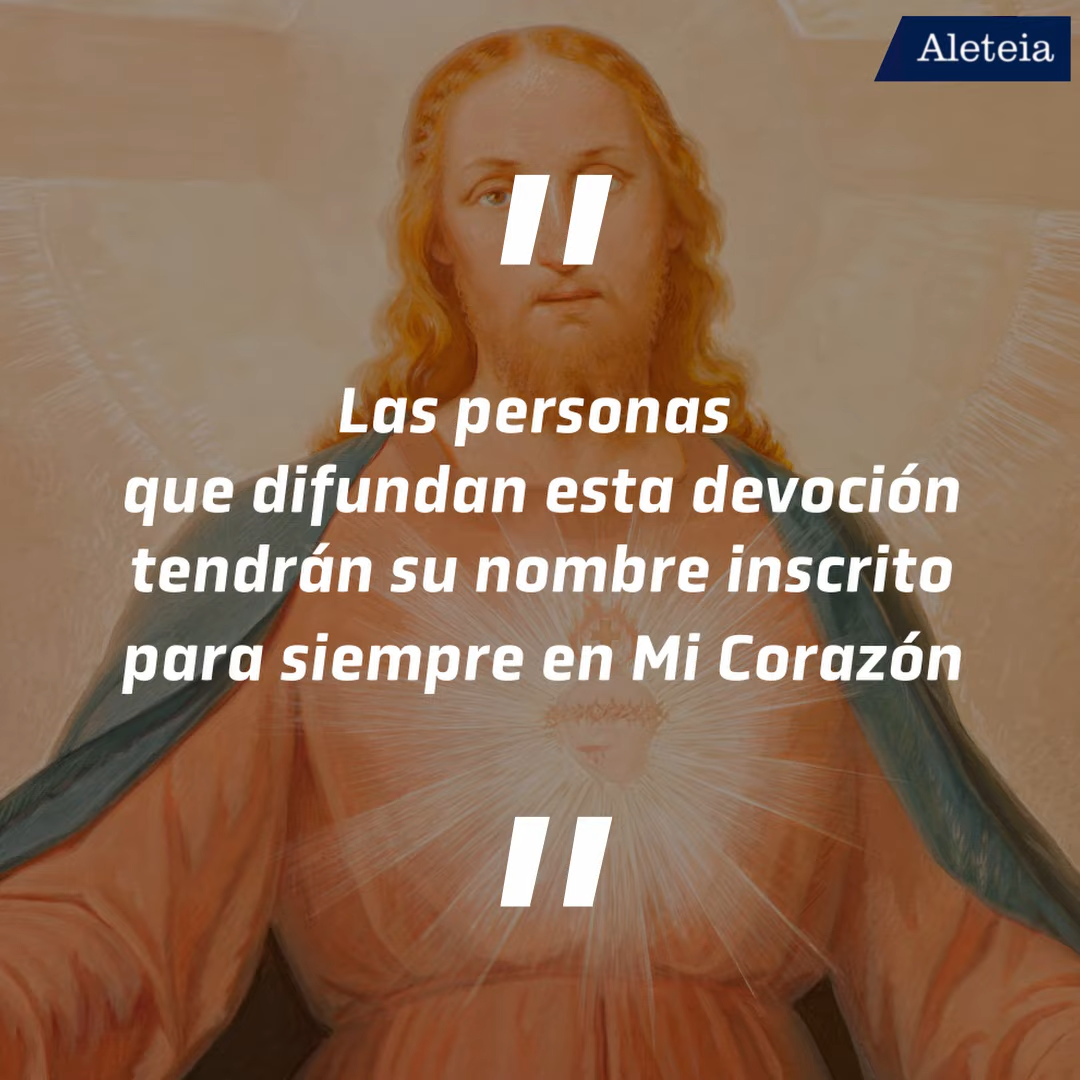 Aleteia
"
Las personas
que difundan esta devoción
tendrán su nombre inscrito
para siempre en Mi Corazón
"